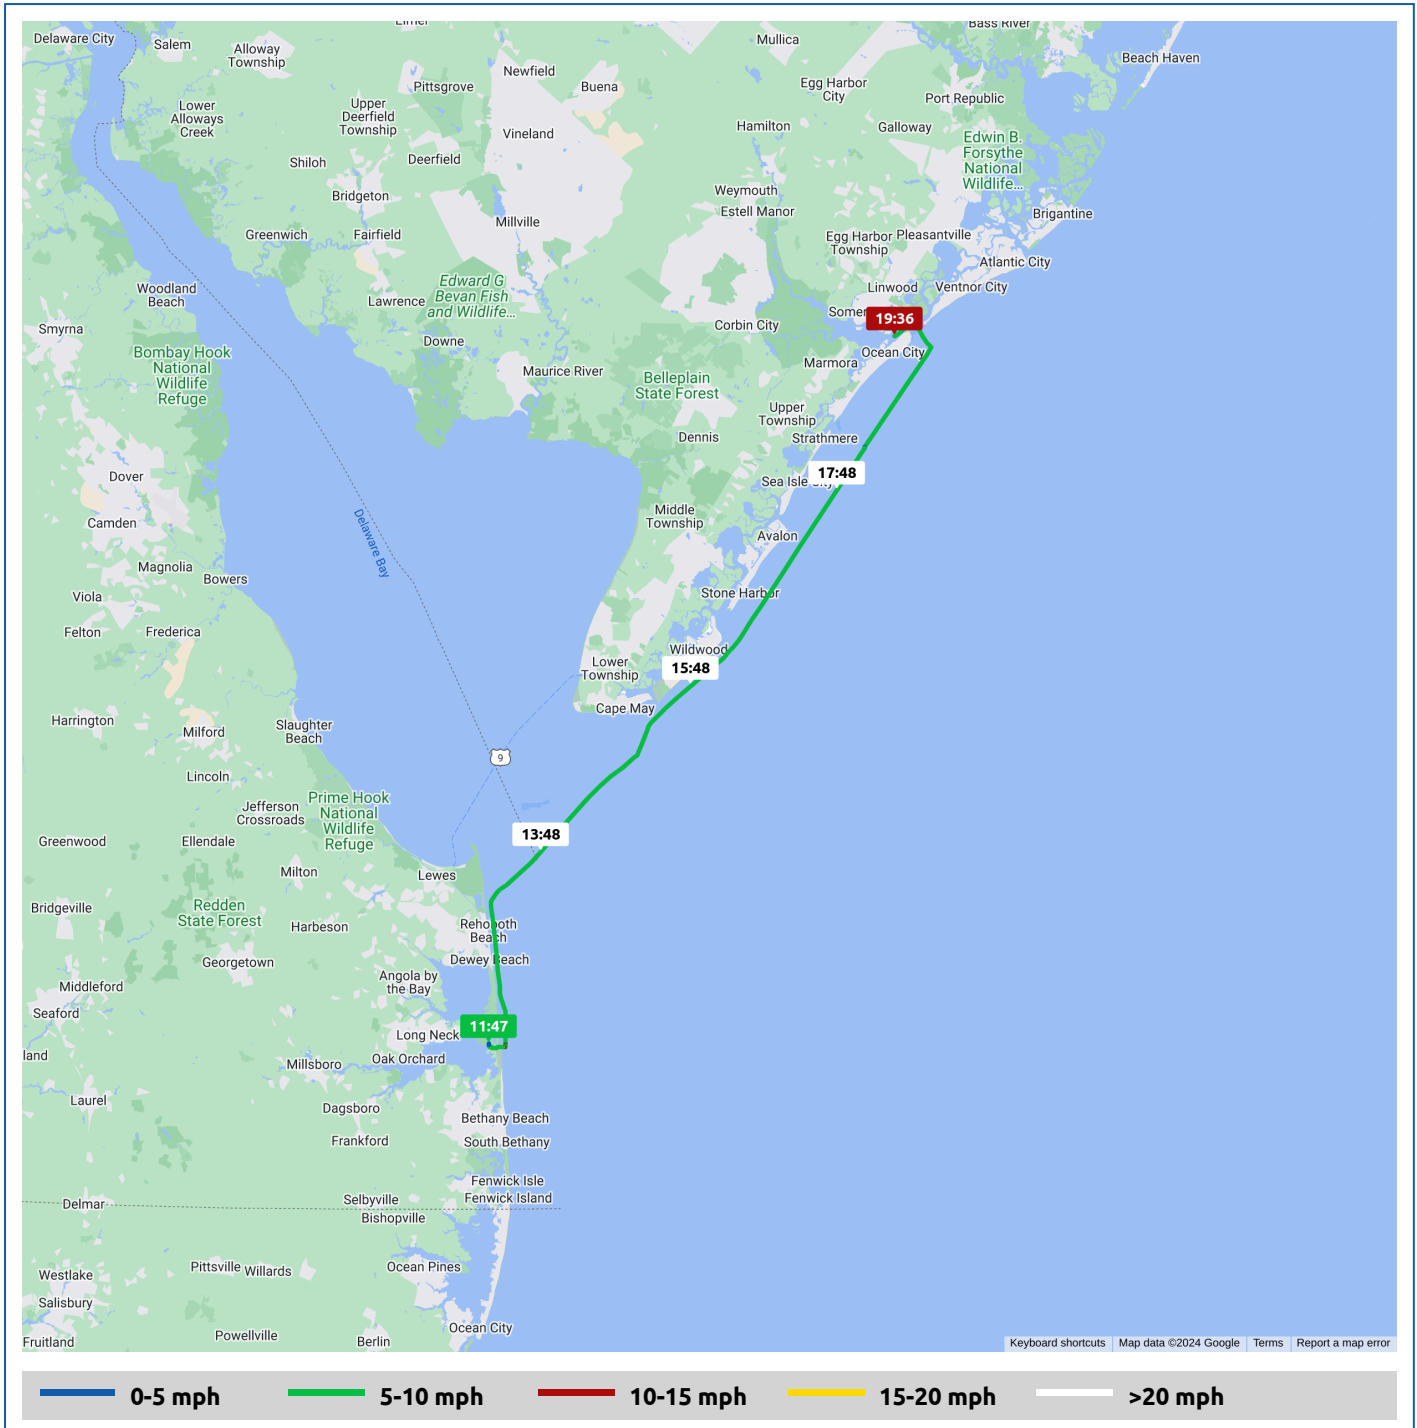 Elmer
Bass River
Delaware City
Salem
Alloway
Township
Mullica
Beach Haven
Newfield
Pittsgrove
Buena
Egg Harbor
City
Port Republic
Lower
Alloways
Creek
Upper
Deerfield
Township
Vineland
Hamilton
Galloway
Edwin B.
Forsythe
National
Wildlife...
Shiloh
Deerfield
Bridgeton
Weymouth
Estell Manor
Brigantine
Millville
Greenwich
Fairfield
Egg Harbor
Township
Pleasantville
Atlantic City
Woodland
Beach
Edward G
Bevan Fish
and Wildlife...
Lawrence
Linwood
Ventnor City
Somer
19:36
Smyrna
Corbin City
Downe
Ocean City
Bombay Hook
National
Wildlife
Refuge
Marmora
Maurice River
Belleplain
State Forest
Upper
Township
Dennis
Strathmere
Dover
17:48
Sea Isle City
Camden
Delaware Bay
Middle
Township
Avalon
Magnolia
Bowers
Viola
Stone Harbor
Felton
Frederica
Wildwood
15:48
Lower
Township
Cape May
Harrington
Milford
Slaughter
Beach
9
Lincoln
Prime Hook
National
Wildlife
Refuge
Jefferson
Crossroads
13:48
Greenwood
Ellendale
Milton
Lewes
Bridgeville
Redden
State Forest
Harbeson
Rehoboth
Beach
Georgetown
Dewey Beach
Angola by
the Bay
Middleford
Seaford
11:47
Long Neck
land
Oak Orchard
Millsboro
Laurel
Dagsboro
Bethany Beach
Frankford
South Bethany
Fenwick Isle
Fenwick Island
Selbyville
Delmar
Bishopville
Pittsville
Willards
Ocean Pines
Westlake
Salisbury
Ocean City
Fruitland
Powellville
Berlin
Keyboard shortcuts
Map data ©2024 Google
Terms
Report a map error
0-5 mph
5-10 mph
10-15 mph
15-20 mph
>20 mph